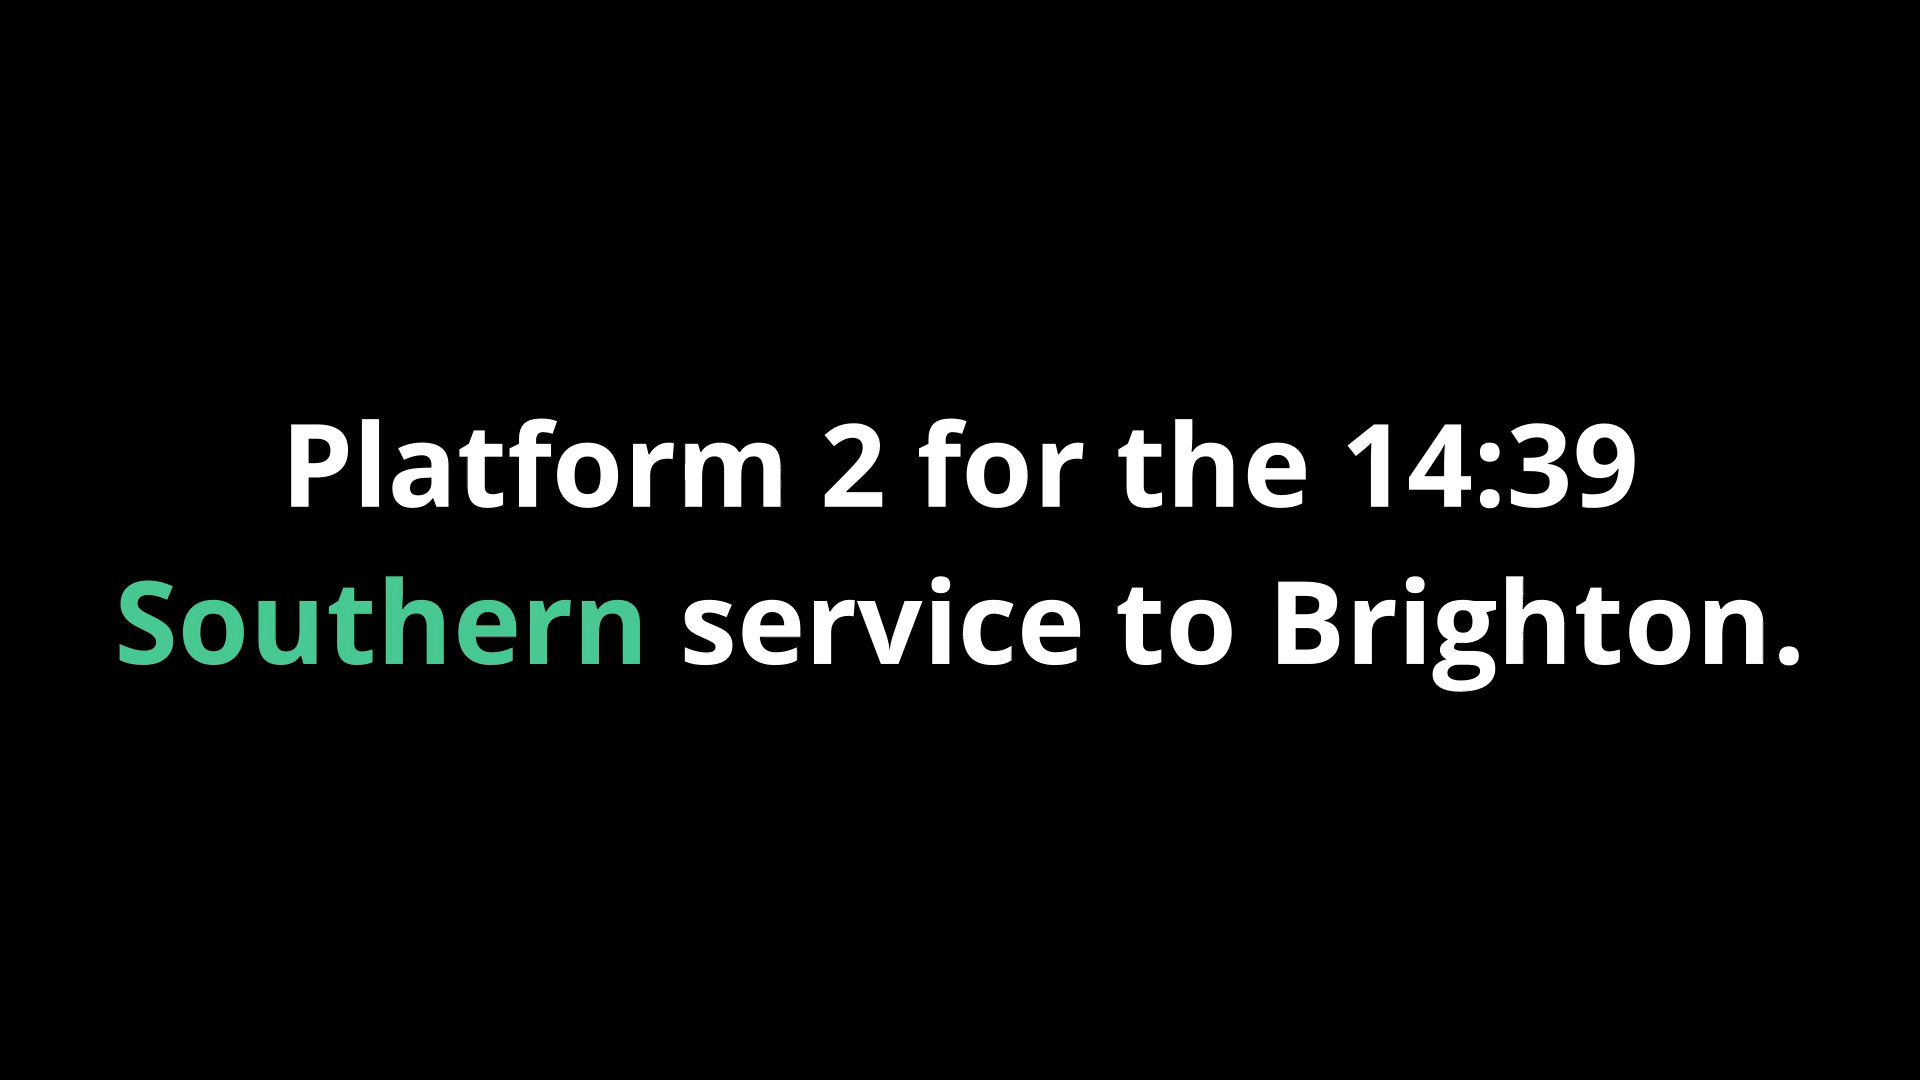 Platform 2 for the 14:39
Southern service to Brighton.